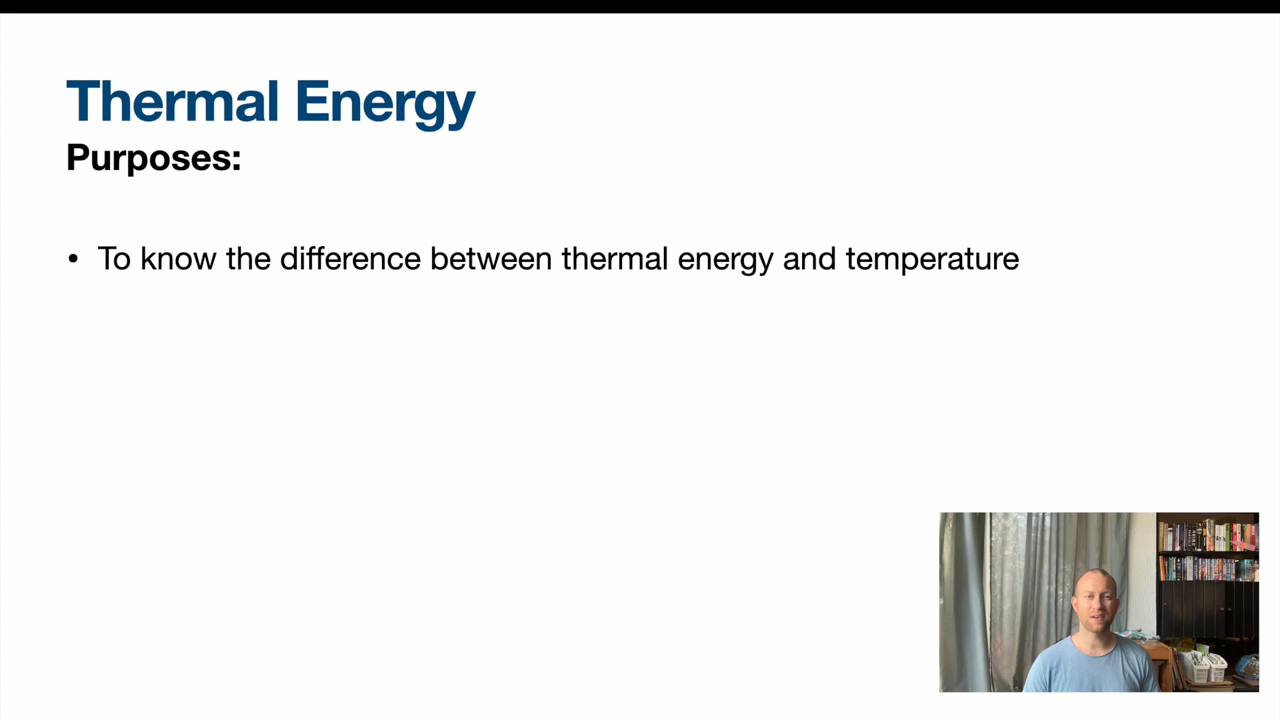 Thermal Energy
Purposes:
• To know the difference between thermal energy and temperature